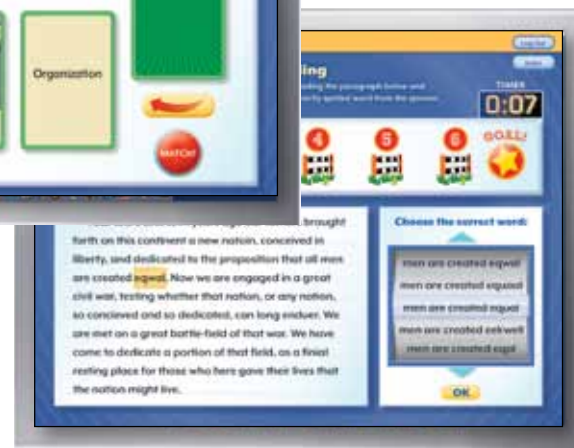 Organization
MATCH!
Log Out
ing
TIMER
0:07
4 5 6 GOAL!
brought
forth on this continent a new natoin, conceived in
liberty, and dedicated to the proposition that all men
are created eqwal. Now we are engaged in a great
civil war, testing whether that nation, or any nation,
so concieved and so dedicated, can long enduer. We
are met on a great battle-field of that war. We have
come to dedicate a portion of that field, as a finial
resting place for those who here gave their lives that
the nation might live.
Choose the correct word:
men are created eqwal
men are created
men are created equal
men are created eekwell
men are created
OK